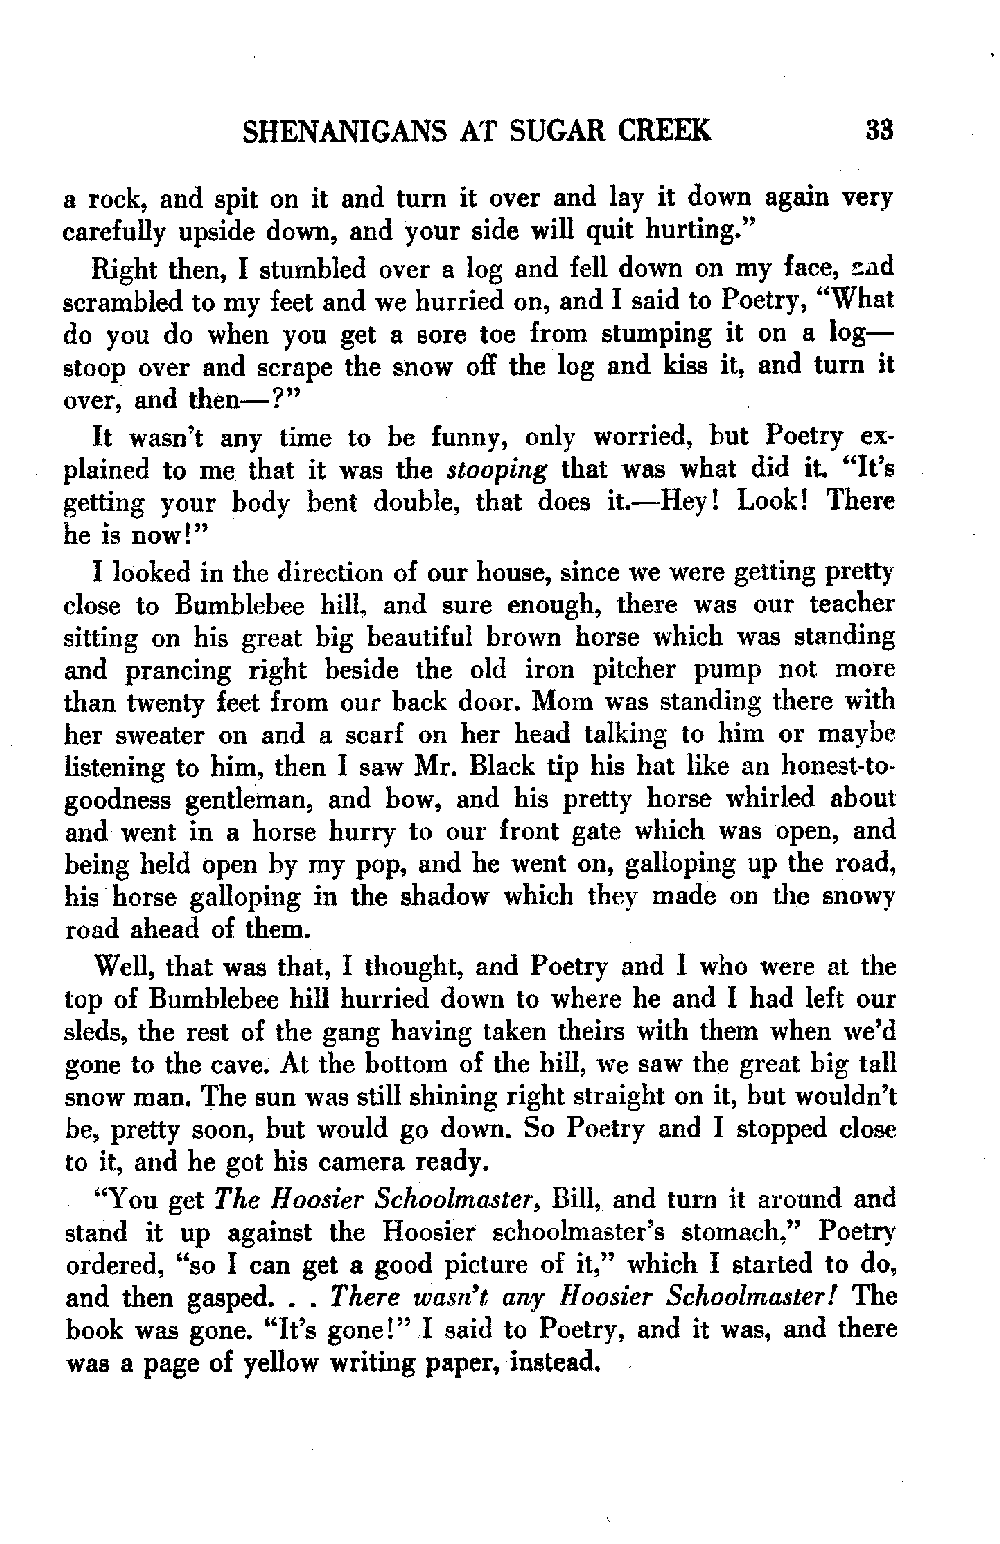 SHENANIGANS AT SUGAR CREEK 33
a rock, and spit on it and turn it over and lay it down again very
carefully upside down, and your side will quit hurting.”
Right then, I stumbled over a log and fell down on my face, and
scrambled to my feet and we hurried on, and I said to Poetry, “What
do you do when you get a sore toe from stumping it on a log—
stoop over and scrape the snow off the log and kiss it, and turn it
over, and then—?”
It wasn’t any time to be funny, only worried, but Poetry ex-
plained to me that it was the stooping that was what did it. “It’s
getting your body bent double, that does it.—Hey! Look! There
he is now!”
I looked in the direction of our house, since we were getting pretty
close to Bumblebee hill, and sure enough, there was our teacher
sitting on his great big beautiful brown horse which was standing
and prancing right beside the old iron pitcher pump not more
than twenty feet from our back door. Mom was standing there with
her sweater on and a scarf on her head talking to him or maybe
listening to him, then I saw Mr. Black tip his hat like an honest-to-
goodness gentleman, and bow, and his pretty horse whirled about
and went in a horse hurry to our front gate which was open, and
being held open by my pop, and he went on, galloping up the road,
his horse galloping in the shadow which they made on the snowy
road ahead of them.
Well, that was that, I thought, and Poetry and I who were at the
top of Bumblebee hill hurried down to where he and I had left our
sleds, the rest of the gang having taken theirs with them when we’d
gone to the cave. At the bottom of the hill, we saw the great big tall
snow man. The sun was still shining right straight on it, but wouldn’t
be, pretty soon, but would go down. So Poetry and I stopped close
to it, and he got his camera ready.
“You get The Hoosier Schoolmaster, Bill, and turn it around and
stand it up against the Hoosier schoolmaster’s stomach,” Poetry
ordered, “so I can get a good picture of it,” which I started to do,
and then gasped. . . There wasn’t any Hoosier Schoolmaster! The
book was gone. “It’s gone!” I said to Poetry, and it was, and there
was a page of yellow writing paper, instead.